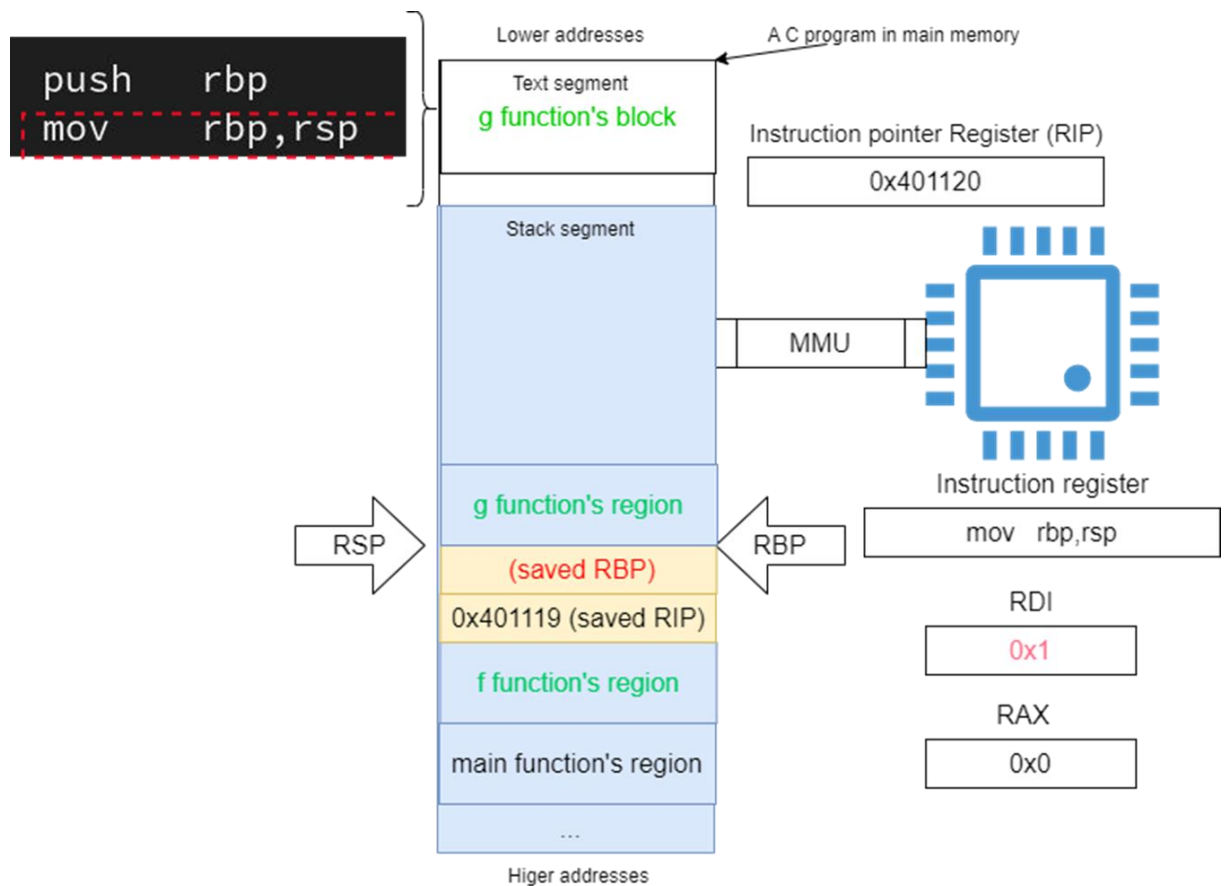 push rbp
mov rbp,rsp
Lower addresses
A C program in main memory
Text segment
g function's block
Instruction pointer Register (RIP)
0x401120
Stack segment
MMU
g function's region
Instruction register
mov rbp,rsp
RSP
RBP
(saved RBP)
0x401119 (saved RIP)
RDI
0x1
f function's region
RAX
main function's region
0x0
...
Higer addresses